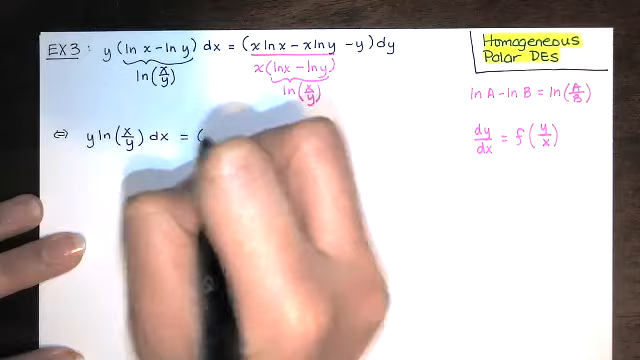 EX3: y (ln x - ln y) dx = (x ln x - x ln y - y) dy
ln(x/y)
x (ln x - ln y)
ln(x/y)
⇔ y ln(x/y) dx = (
Homogeneous
Polar DEs
ln A - ln B = ln(A/B)
dy/dx = f(y/x)